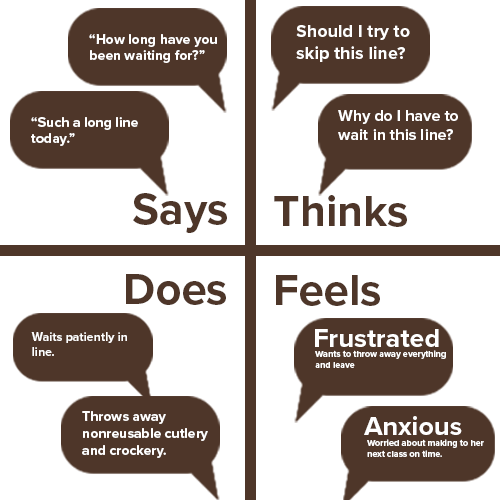 “How long have you
been waiting for?”
“Such a long line
today.”
Says
Should I try to
skip this line?
Why do I have to
wait in this line?
Thinks
Does
Waits patiently in
line.
Throws away
nonreusable cutlery
and crockery.
Feels
Frustrated
Wants to throw away everything
and leave
Anxious
Worried about making to her
next class on time.